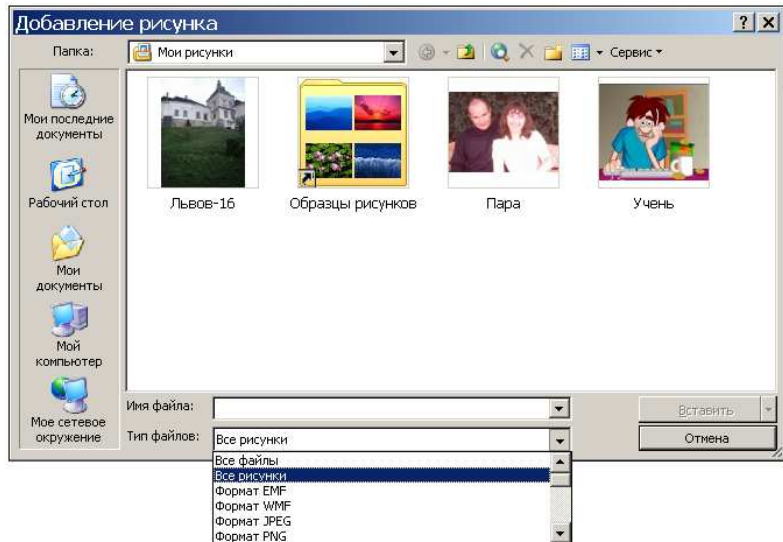 Добавление рисунка
Папка:
Мои рисунки
Сервис
Мои последние
документы
Рабочий стол
Мои
документы
Мой
компьютер
Мое сетевое
окружение
Львов-16
Образцы рисунков
Пара
Учень
Имя файла:
Вставить
Тип файлов:
Все рисунки
Отмена
Все файлы
Все рисунки
Формат EMF
Формат WMF
Формат JPEG
Формат PNG